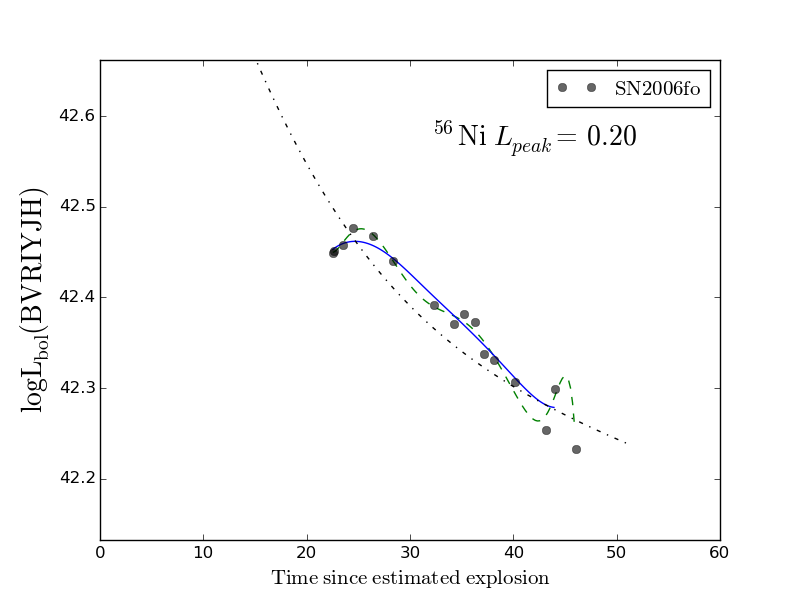 SN2006fo
56Ni Lpeak = 0.20
logLbol(BVRIYJH)
42.6
42.5
42.4
42.3
42.2
0 10 20 30 40 50 60
Time since estimated explosion